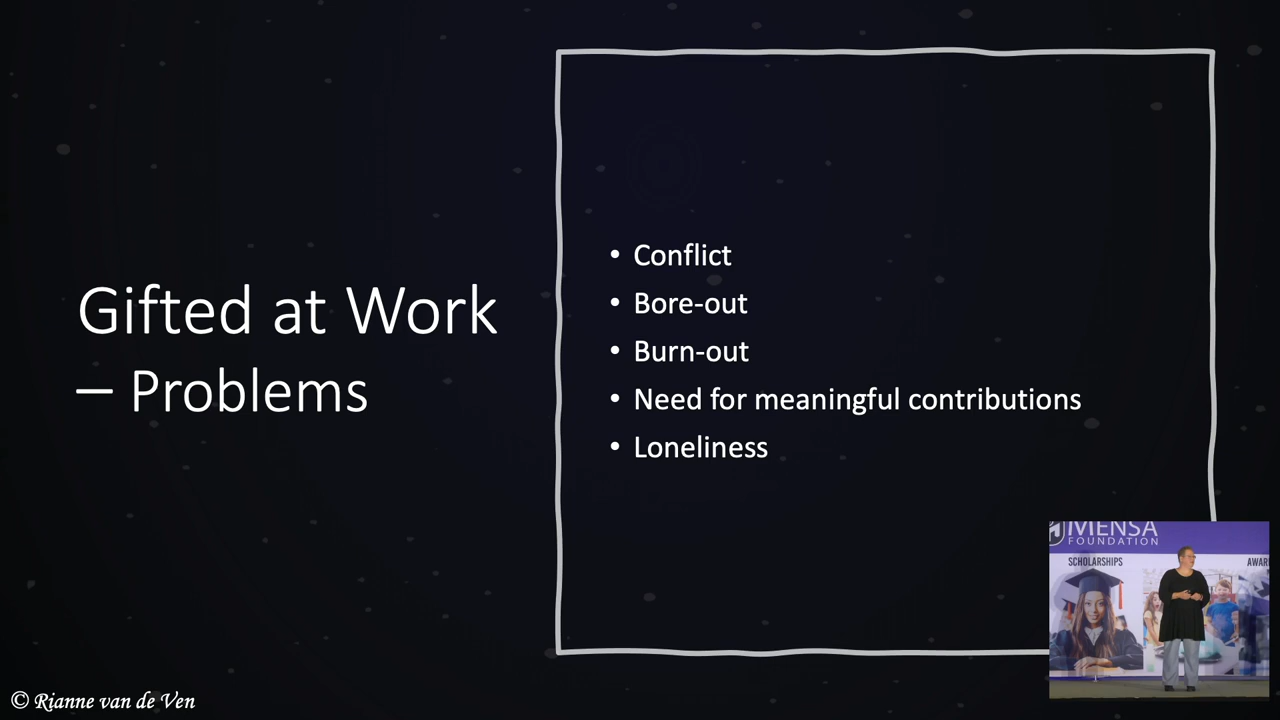 Gifted at Work
– Problems
• Conflict
• Bore-out
• Burn-out
• Need for meaningful contributions
• Loneliness
MENSA
FOUNDATION
SCHOLARSHIPS
AWAR
© Rianne van de Ven